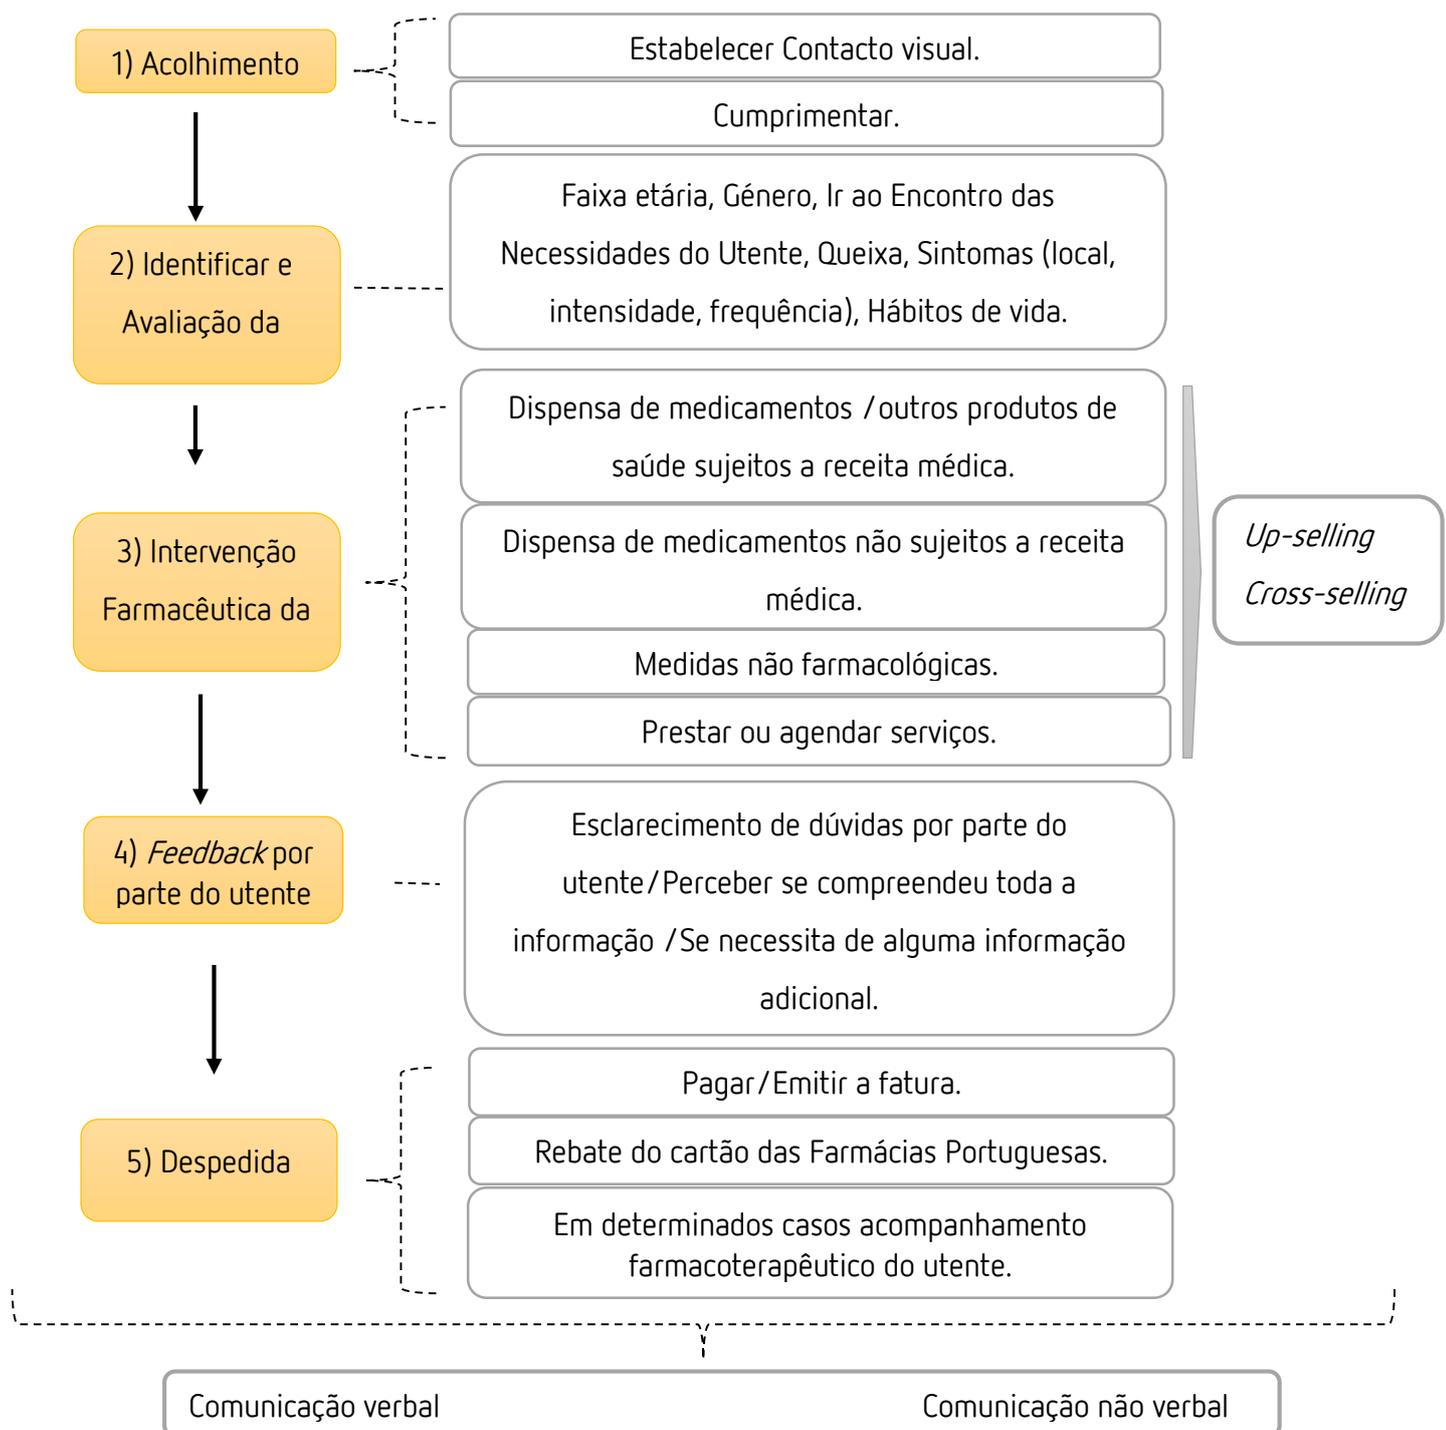 1) Acolhimento
Estabelecer Contacto visual.
Cumprimentar.
2) Identificar e
Avaliação da
Faixa etária, Género, Ir ao Encontro das
Necessidades do Utente, Queixa, Sintomas (local,
intensidade, frequência), Hábitos de vida.
3) Intervenção
Farmacêutica da
Dispensa de medicamentos /outros produtos de
saúde sujeitos a receita médica.
Dispensa de medicamentos não sujeitos a receita
médica.
Medidas não farmacológicas.
Prestar ou agendar serviços.
Up-selling
Cross-selling
4) Feedback por
parte do utente
Esclarecimento de dúvidas por parte do
utente/Perceber se compreendeu toda a
informação /Se necessita de alguma informação
adicional.
5) Despedida
Pagar/Emitir a fatura.
Rebate do cartão das Farmácias Portuguesas.
Em determinados casos acompanhamento
farmacoterapêutico do utente.
Comunicação verbal
Comunicação não verbal